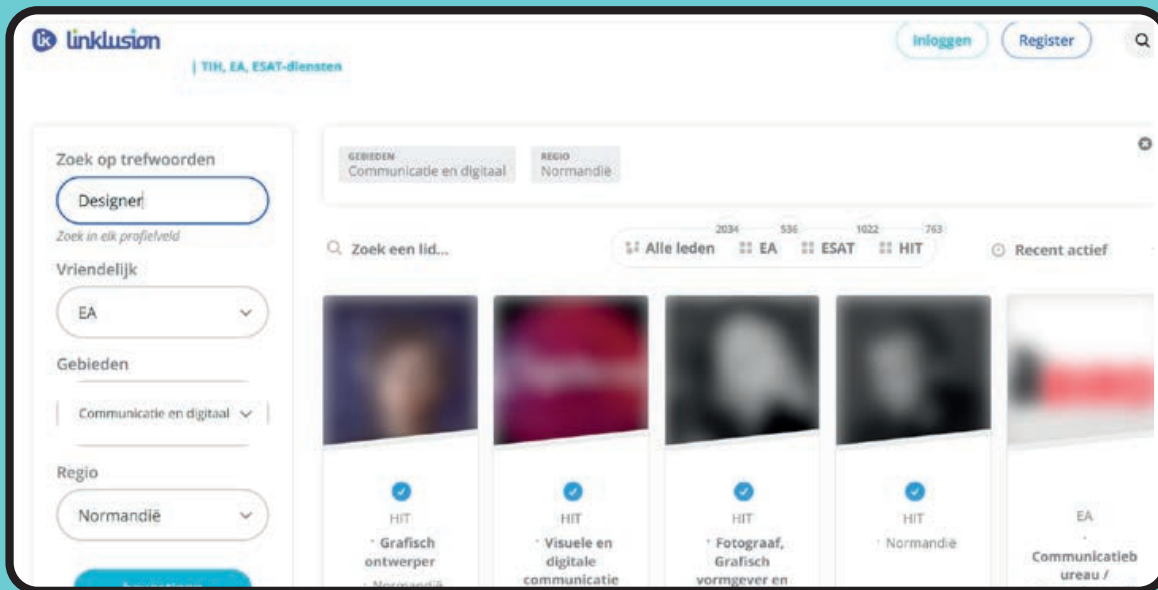 linklusion
Inloggen
Register
| TIH, EA, ESAT-diensten
Zoek op trefwoorden
Designer
Zoek in elk profielveld
Vriendelijk
EA
Gebieden
Communicatie en digitaal
Regio
Normandië
GEBIEDEN
Communicatie en digitaal
REGIO
Normandië
Zoek een lid...
Alle leden 2034
EA 536
ESAT 1022
HIT 763
Recent actief
HIT
· Grafisch
ontwerper
· Normandië
HIT
· Visuele en
digitale
communicatie
HIT
· Fotograaf,
Grafisch
vormgever en
HIT
· Normandië
EA
·
Communicatieb
ureau /